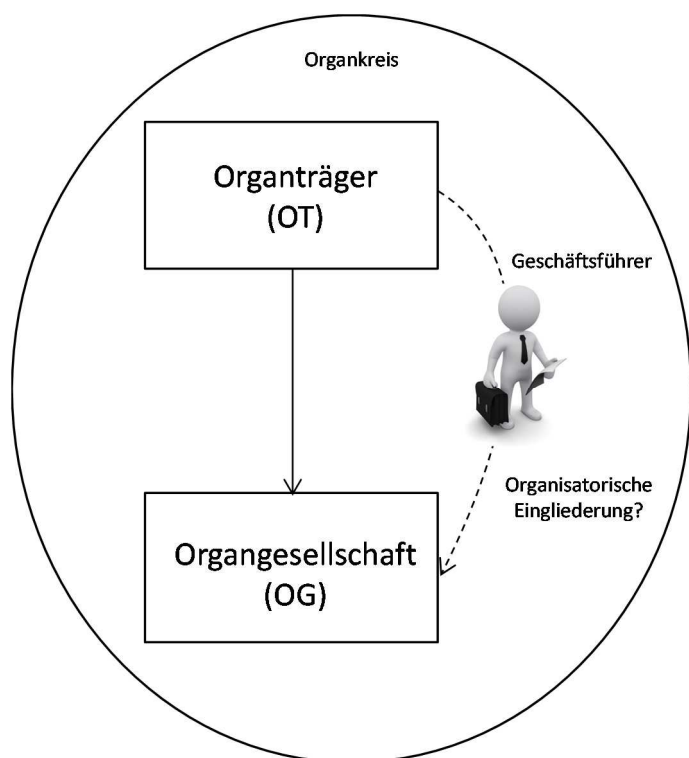 Organkreis
Organträger
(OT)
Geschäftsführer
Organisatorische
Eingliederung?
Organgesellschaft
(OG)